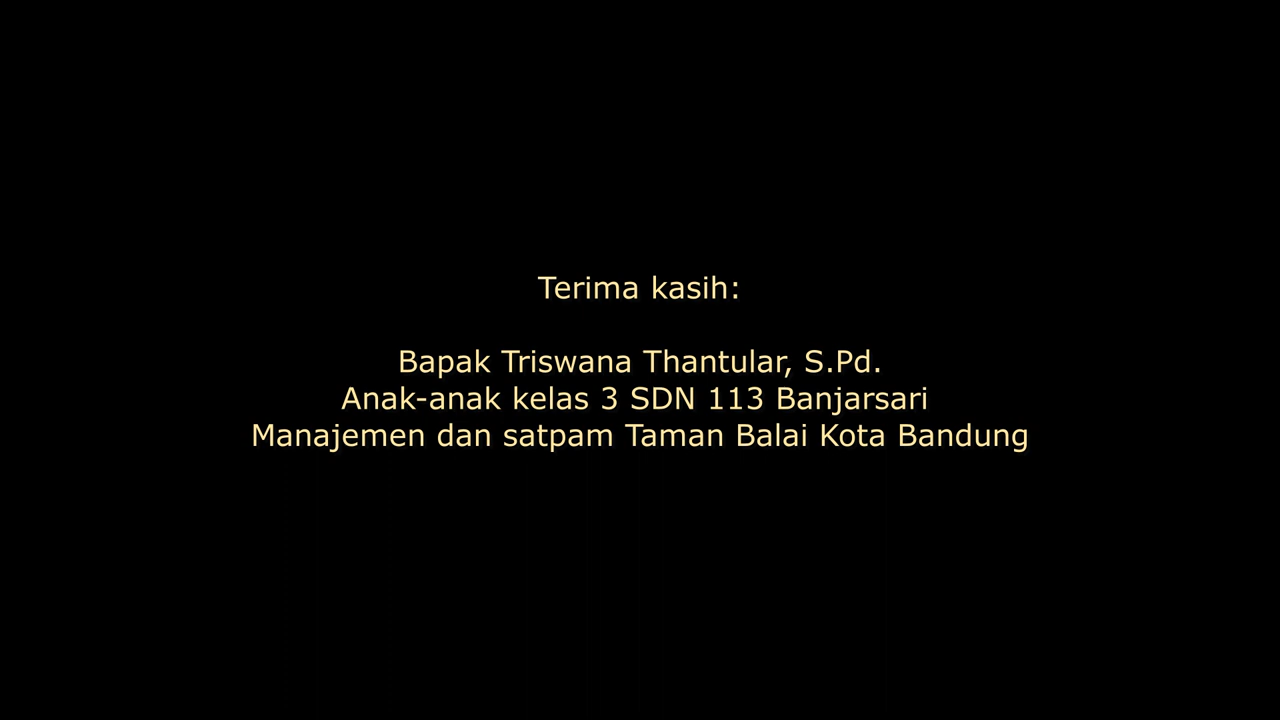 Terima kasih:
Bapak Triswana Thantular, S.Pd.
Anak-anak kelas 3 SDN 113 Banjarsari
Manajemen dan satpam Taman Balai Kota Bandung